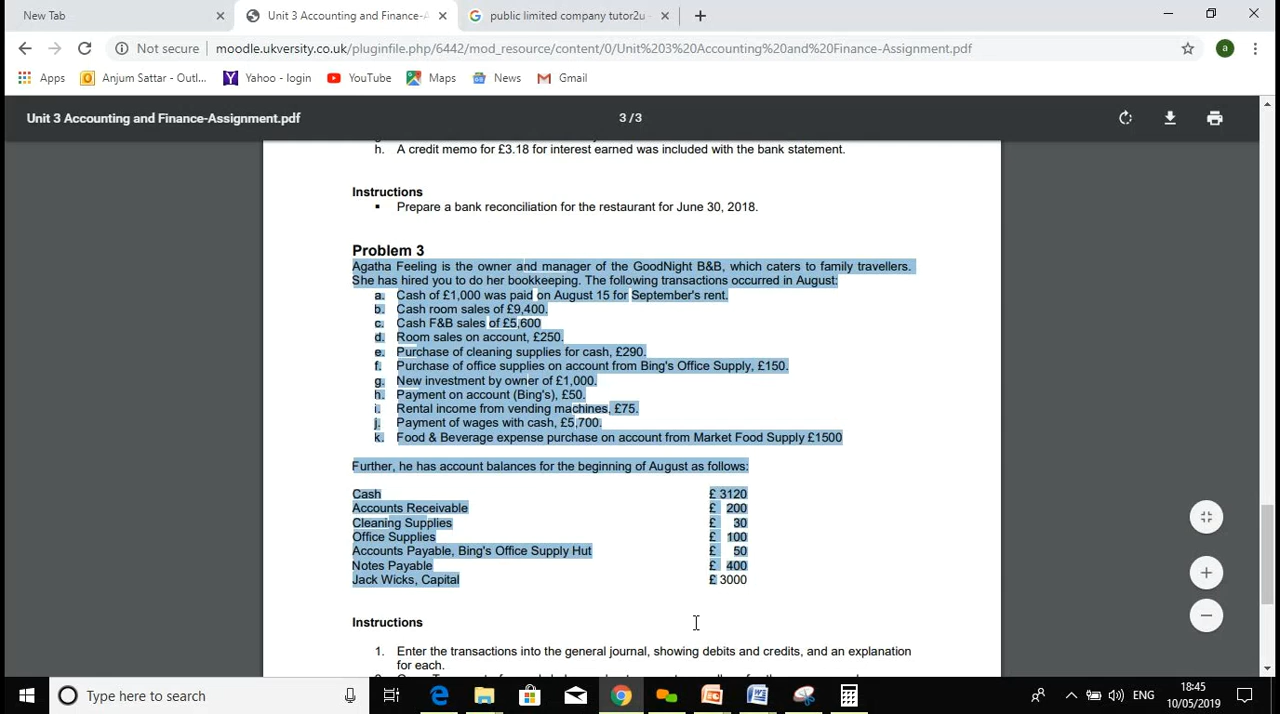 New Tab
Unit 3 Accounting and Finance-A
public limited company tutor2u
Not secure
moodle.ukversity.co.uk/pluginfile.php/6442/mod_resource/content/0/Unit%203%20Accounting%20and%20Finance-Assignment.pdf
a
Apps
Anjum Sattar - Outl...
Yahoo - login
YouTube
Maps
News
Gmail
Unit 3 Accounting and Finance-Assignment.pdf
3 / 3
h. A credit memo for £3.18 for interest earned was included with the bank statement.
Instructions
▪ Prepare a bank reconciliation for the restaurant for June 30, 2018.
Problem 3
Agatha Feeling is the owner and manager of the GoodNight B&B, which caters to family travellers.
She has hired you to do her bookkeeping. The following transactions occurred in August:
a. Cash of £1,000 was paid on August 15 for September's rent.
b. Cash room sales of £9,400.
c. Cash F&B sales of £5,600
d. Room sales on account, £250.
e. Purchase of cleaning supplies for cash, £290.
f. Purchase of office supplies on account from Bing's Office Supply, £150.
g. New investment by owner of £1,000.
h. Payment on account (Bing's), £50.
i. Rental income from vending machines, £75.
j. Payment of wages with cash, £5,700.
k. Food & Beverage expense purchase on account from Market Food Supply £1500
Further, he has account balances for the beginning of August as follows:
Cash £ 3120
Accounts Receivable £ 200
Cleaning Supplies £ 30
Office Supplies £ 100
Accounts Payable, Bing's Office Supply Hut £ 50
Notes Payable £ 400
Jack Wicks, Capital £ 3000
Instructions
1. Enter the transactions into the general journal, showing debits and credits, and an explanation
for each.
Type here to search
ENG
18:45
10/05/2019